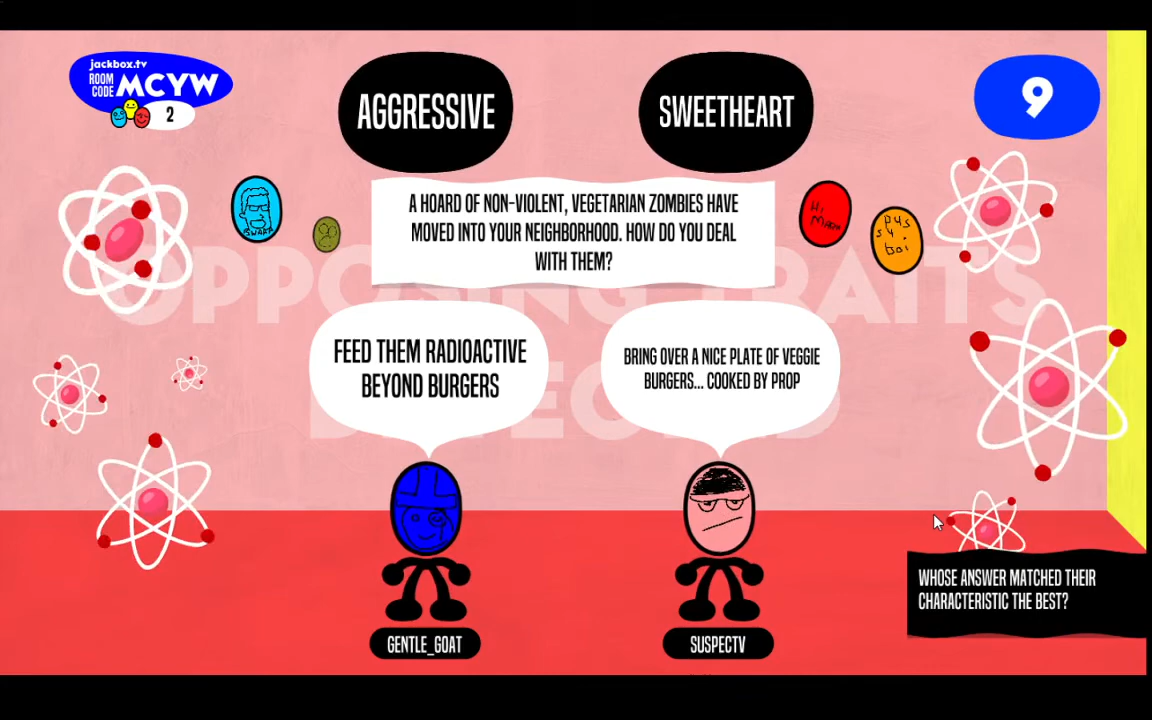 jackbox.tv
ROOM CODE MCYW
2
AGGRESSIVE
SWEETHEART
9
A HOARD OF NON-VIOLENT, VEGETARIAN ZOMBIES HAVE
MOVED INTO YOUR NEIGHBORHOOD. HOW DO YOU DEAL
WITH THEM?
OPPOSING TRAITS
FEED THEM RADIOACTIVE
BEYOND BURGERS
BRING OVER A NICE PLATE OF VEGGIE
BURGERS... COOKED BY PROP
GENTLE_GOAT
SUSPECTV
WHOSE ANSWER MATCHED THEIR
CHARACTERISTIC THE BEST?